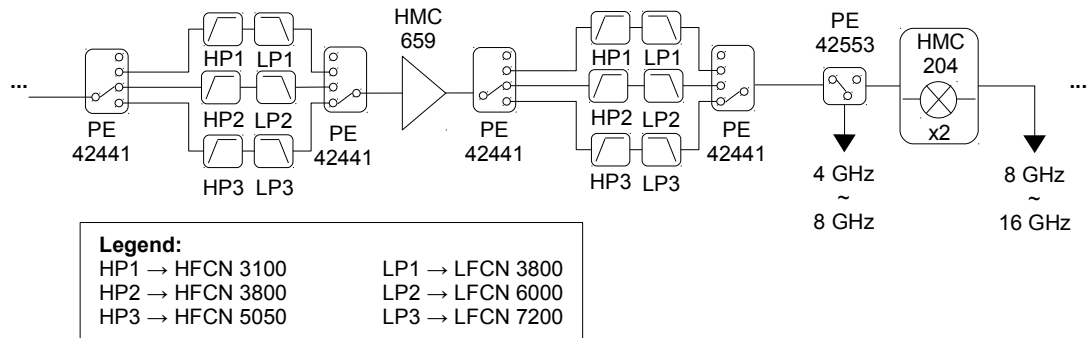 HMC
659
PE
42553
HMC
204
x2
HP1 LP1
HP2 LP2
HP3 LP3
PE
42441
PE
42441
PE
42441
HP1 LP1
HP2 LP2
HP3 LP3
PE
42441
...
...
4 GHz
~
8 GHz
8 GHz
~
16 GHz
Legend:
HP1 → HFCN 3100 LP1 → LFCN 3800
HP2 → HFCN 3800 LP2 → LFCN 6000
HP3 → HFCN 5050 LP3 → LFCN 7200